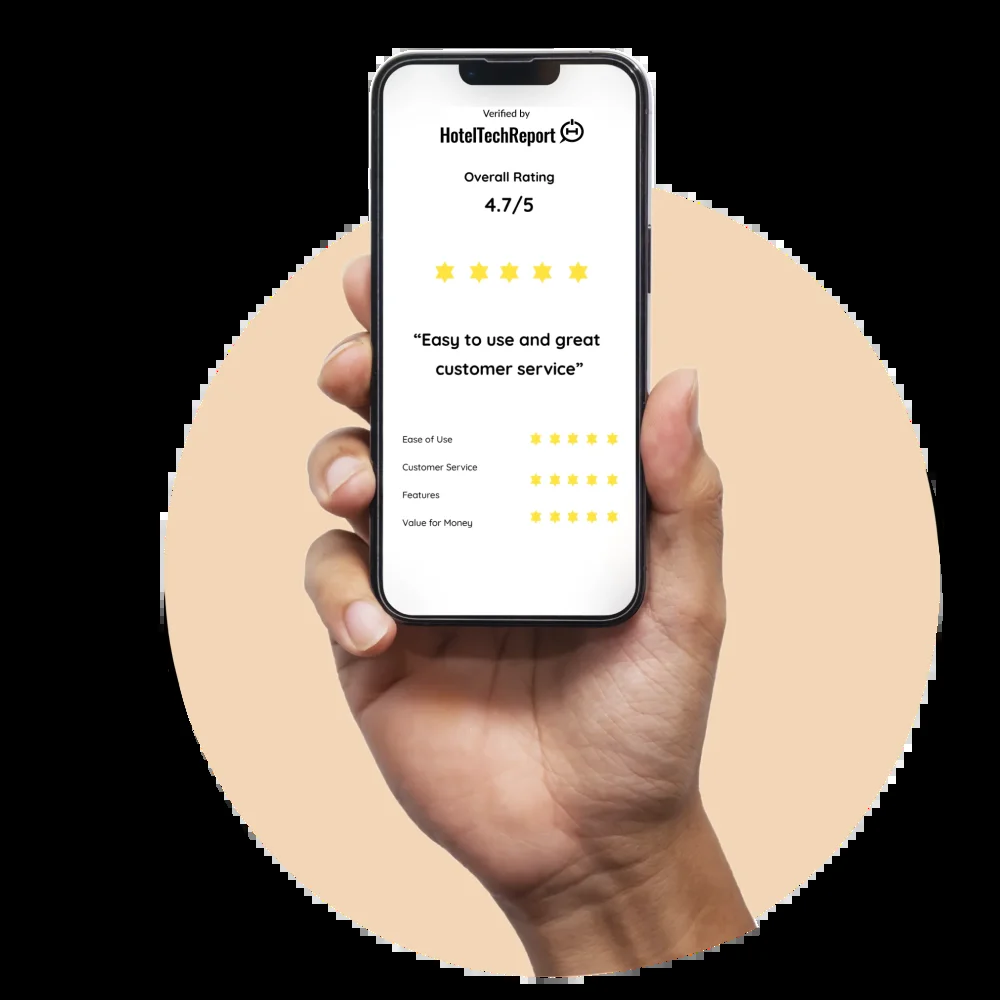 Verified by
HotelTechReport
Overall Rating
4.7/5
“Easy to use and great
customer service”
Ease of Use
Customer Service
Features
Value for Money